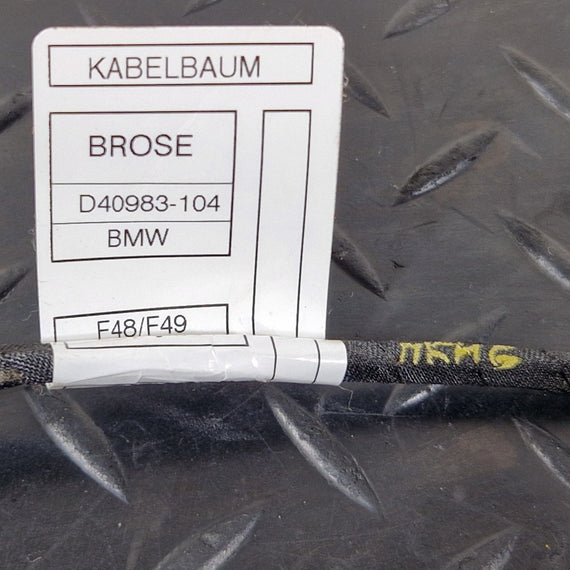 KABELBAUM
BROSE
D40983-104
BMW
F48/F49